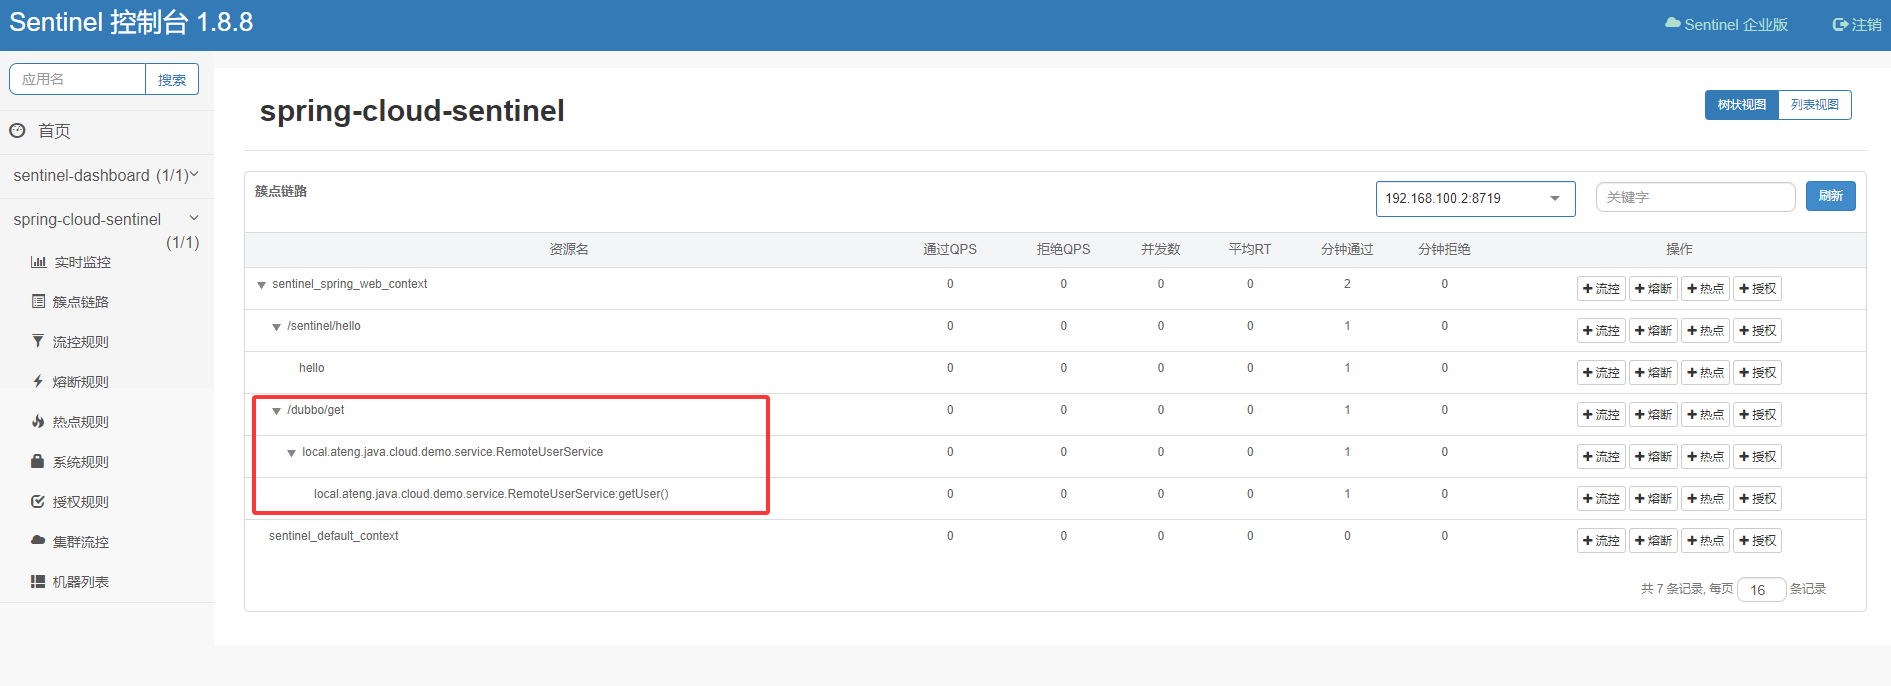 Sentinel 控制台 1.8.8
Sentinel 企业版 注销
应用名 搜索
首页
sentinel-dashboard (1/1)
spring-cloud-sentinel
(1/1)
实时监控
簇点链路
流控规则
熔断规则
热点规则
系统规则
授权规则
集群流控
机器列表
spring-cloud-sentinel
树状视图 列表视图
簇点链路
192.168.100.2:8719 关键字 刷新
资源名 通过QPS 拒绝QPS 并发数 平均RT 分钟通过 分钟拒绝 操作
sentinel_spring_web_context 0 0 0 0 2 0 流控 熔断 热点 授权
/sentinel/hello 0 0 0 0 1 0 流控 熔断 热点 授权
hello 0 0 0 0 1 0 流控 熔断 热点 授权
/dubbo/get 0 0 0 0 1 0 流控 熔断 热点 授权
local.ateng.java.cloud.demo.service.RemoteUserService 0 0 0 0 1 0 流控 熔断 热点 授权
local.ateng.java.cloud.demo.service.RemoteUserService:getUser() 0 0 0 0 1 0 流控 熔断 热点 授权
sentinel_default_context 0 0 0 0 0 0 流控 熔断 热点 授权
共 7 条记录, 每页 16 条记录